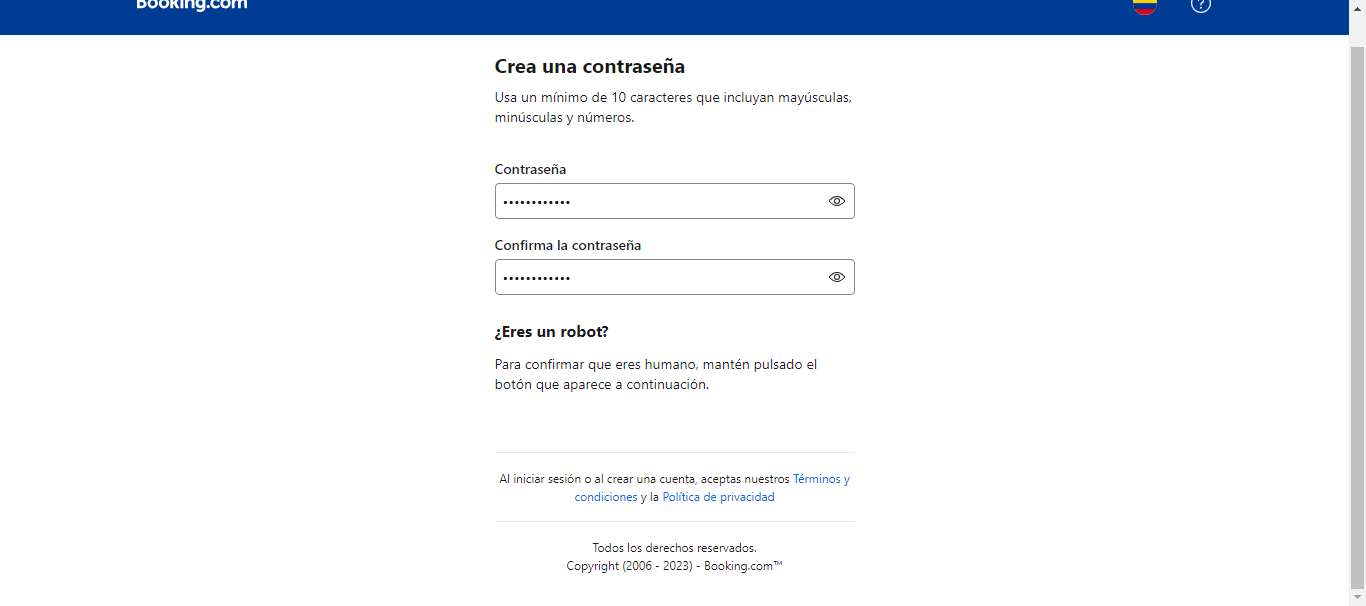 Booking.com
Crea una contraseña
Usa un mínimo de 10 caracteres que incluyan mayúsculas,
minúsculas y números.
Contraseña
••••••••••••
Confirma la contraseña
••••••••••••
¿Eres un robot?
Para confirmar que eres humano, mantén pulsado el
botón que aparece a continuación.
Al iniciar sesión o al crear una cuenta, aceptas nuestros Términos y
condiciones y la Política de privacidad
Todos los derechos reservados.
Copyright (2006 - 2023) - Booking.com™